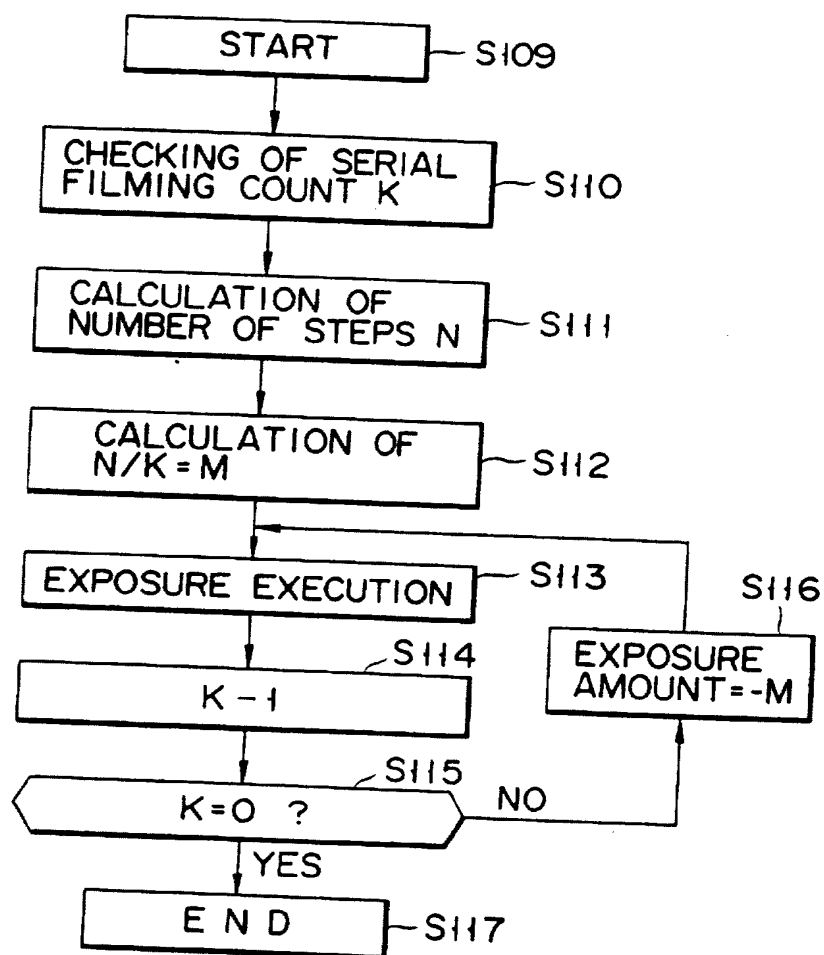 START
S109
CHECKING OF SERIAL
FILMING COUNT K
S110
CALCULATION OF
NUMBER OF STEPS N
S111
CALCULATION OF
N/K=M
S112
EXPOSURE EXECUTION
S113
S114
K-1
S115
K=0 ?
NO
S116
EXPOSURE
AMOUNT=-M
YES
END
S117